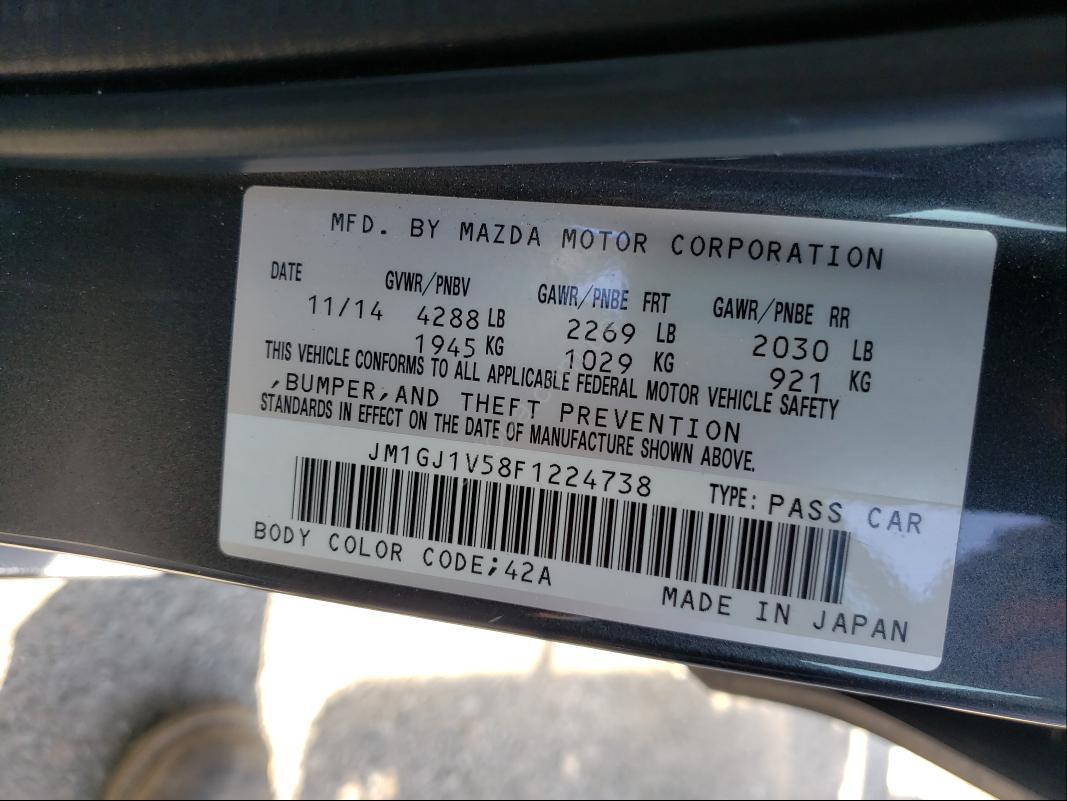 MFD. BY MAZDA MOTOR CORPORATION
DATE GVWR/PNBV GAWR/PNBE FRT GAWR/PNBE RR
11/14 4288 LB 2269 LB 2030 LB
1945 KG 1029 KG 921 KG
THIS VEHICLE CONFORMS TO ALL APPLICABLE FEDERAL MOTOR VEHICLE SAFETY
,BUMPER,AND THEFT PREVENTION
STANDARDS IN EFFECT ON THE DATE OF MANUFACTURE SHOWN ABOVE.
JM1GJ1V58F1224738 TYPE: PASS CAR
BODY COLOR CODE;42A
MADE IN JAPAN